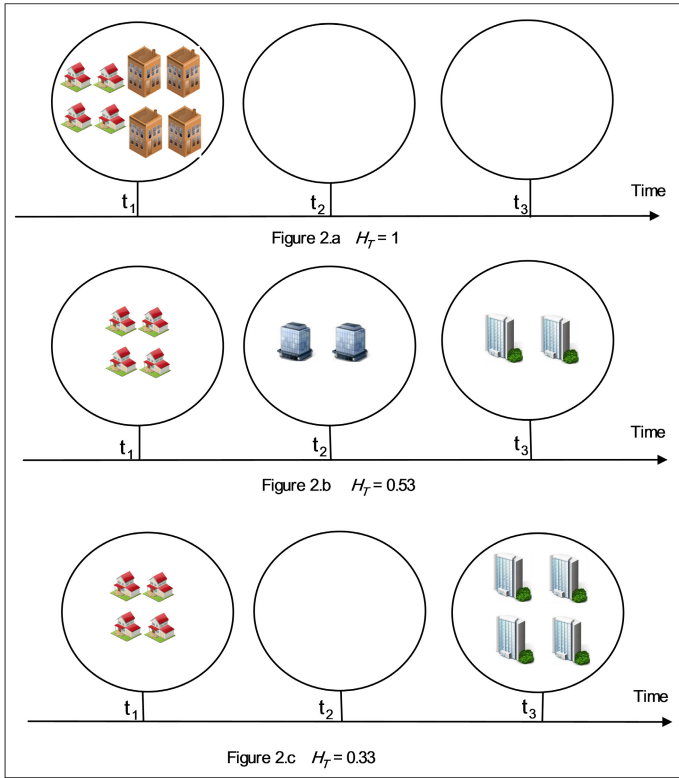 t1 t2 t3 Time
Figure 2.a HT = 1
t1 t2 t3 Time
Figure 2.b HT = 0.53
t1 t2 t3 Time
Figure 2.c HT = 0.33